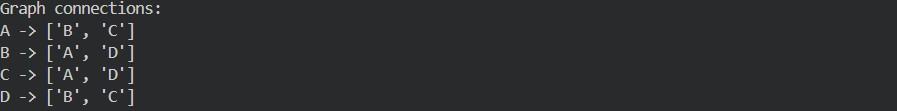 Graph connections:
A -> ['B', 'C']
B -> ['A', 'D']
C -> ['A', 'D']
D -> ['B', 'C']